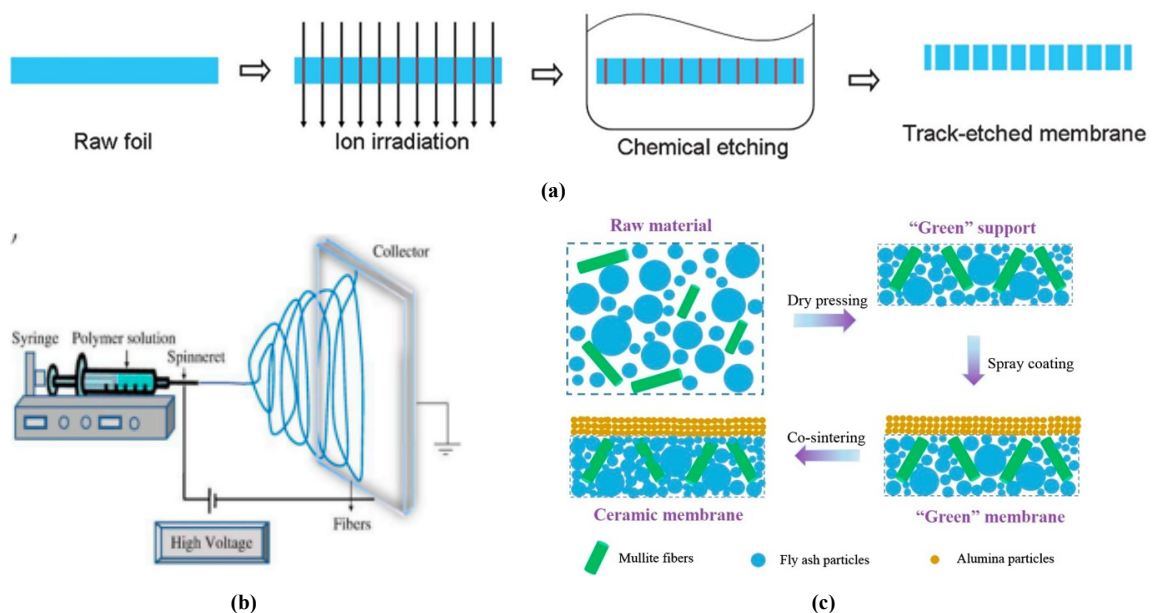 Raw foil
Ion irradiation
Chemical etching
Track-etched membrane
(a)
,
Collector
Syringe
Polymer solution
Spinneret
Fibers
High Voltage
(b)
Raw material
“Green” support
Dry pressing
Spray coating
Co-sintering
Ceramic membrane
“Green” membrane
Mullite fibers
Fly ash particles
Alumina particles
(c)